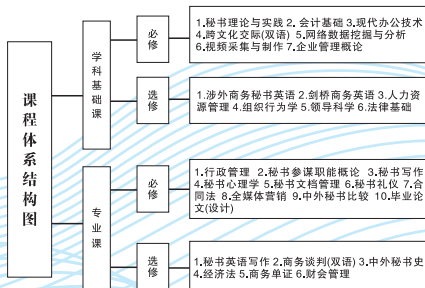 课程体系结构图
学科基础课
必修
1.秘书理论与实践 2. 会计基础 3.现代办公技术
4.跨文化交际(双语) 5.网络数据挖掘与分析
6.视频采集与制作 7.企业管理概论
选修
1.涉外商务秘书英语 2.剑桥商务英语 3.人力资
源管理 4.组织行为学 5.领导科学 6.法律基础
专业课
必修
1.行政管理 2.秘书参谋职能概论 3.秘书写作
4.秘书心理学 5.秘书文档管理 6.秘书礼仪 7.合
同法 8.全媒体营销 9.中外秘书比较 10.毕业论
文(设计)
选修
1.秘书英语写作 2.商务谈判(双语) 3.中外秘书史
4.经济法 5.商务单证 6.财会管理